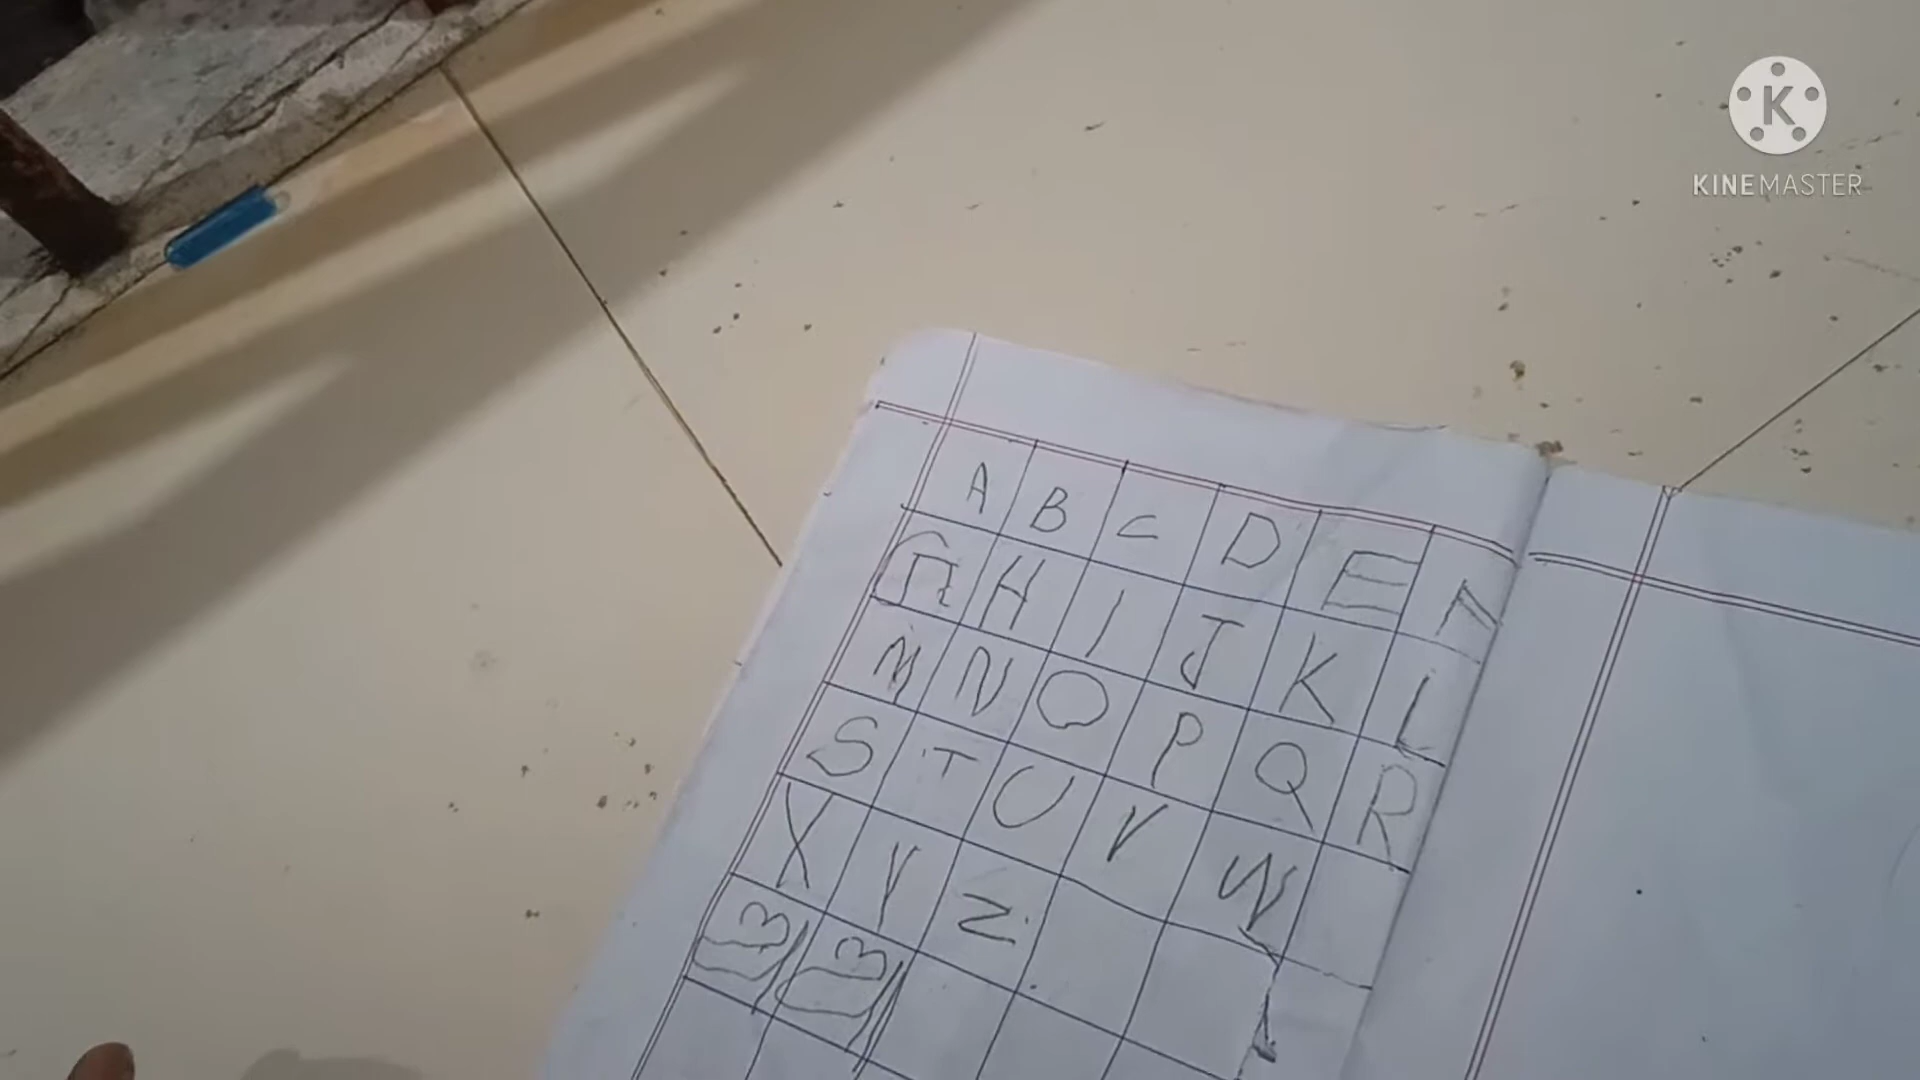 KINEMASTER
A B C D E
H I J K L
M N O P Q R
S T U V W
X Y Z